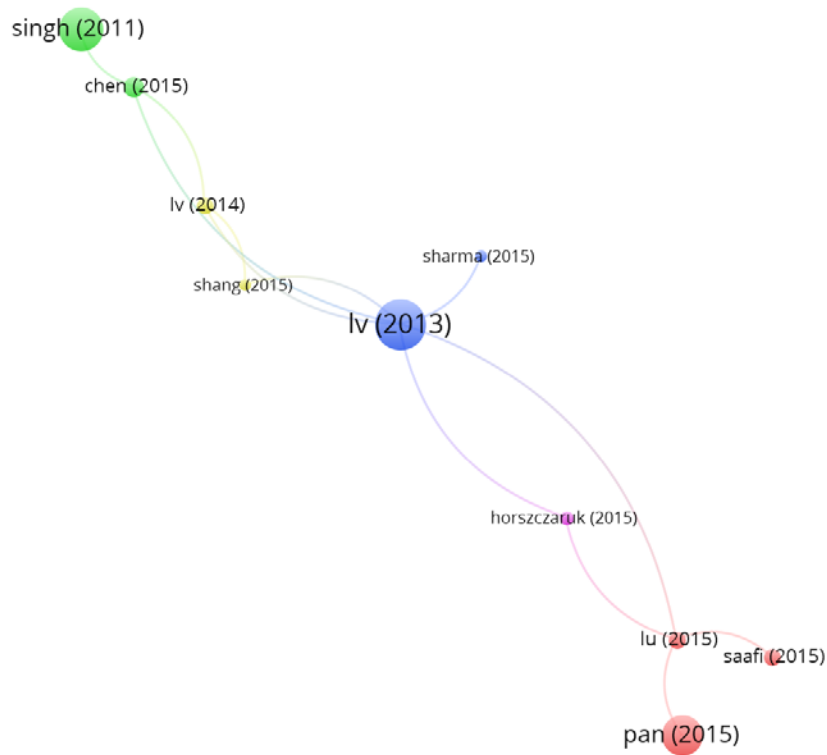 singh (2011)
chen (2015)
lv (2014)
sharma (2015)
shang (2015)
lv (2013)
horszczaruk (2015)
lu (2015)
saafi (2015)
pan (2015)